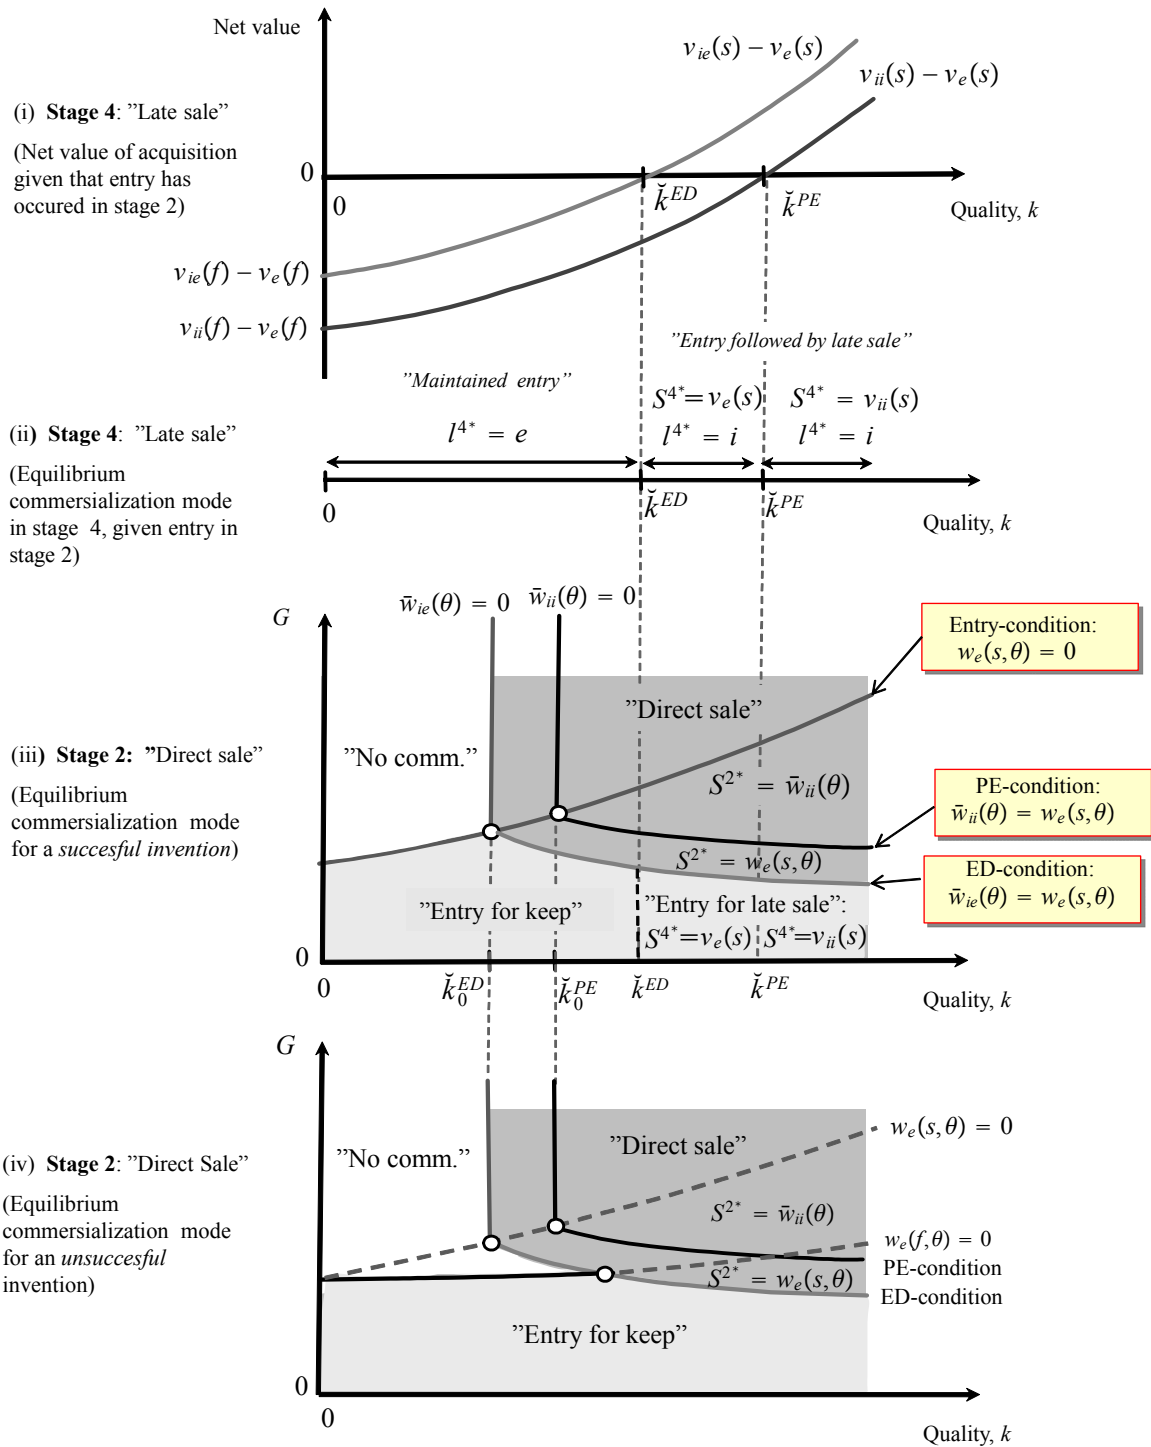 Net value
v_ie(s) − v_e(s)
v_ii(s) − v_e(s)
(i) Stage 4: ”Late sale”
(Net value of acquisition
given that entry has
occured in stage 2)
0
0
ǩ^ED
ǩ^PE
Quality, k
v_ie(f) − v_e(f)
v_ii(f) − v_e(f)
”Entry followed by late sale”
”Maintained entry”
S^4* = v_e(s)
S^4* = v_ii(s)
(ii) Stage 4: ”Late sale”
l^4* = e
l^4* = i
l^4* = i
(Equilibrium
commersialization mode
in stage 4, given entry in
stage 2)
0
ǩ^ED
ǩ^PE
Quality, k
G
w̄_ie(θ) = 0
w̄_ii(θ) = 0
Entry-condition:
w_e(s,θ) = 0
”Direct sale”
(iii) Stage 2: ”Direct sale”
(Equilibrium
commersialization mode
for a succesful invention)
”No comm.”
S^2* = w̄_ii(θ)
PE-condition:
w̄_ii(θ) = w_e(s,θ)
S^2* = w_e(s,θ)
ED-condition:
w̄_ie(θ) = w_e(s,θ)
”Entry for keep”
”Entry for late sale”:
S^4*=v_e(s)
S^4*=v_ii(s)
0
0
ǩ_0^ED
ǩ_0^PE
ǩ^ED
ǩ^PE
Quality, k
G
w_e(s,θ) = 0
”Direct sale”
”No comm.”
(iv) Stage 2: ”Direct Sale”
(Equilibrium
commersialization mode
for an unsuccesful
invention)
S^2* = w̄_ii(θ)
w_e(f,θ) = 0
PE-condition
S^2* = w_e(s,θ)
ED-condition
”Entry for keep”
0
0
Quality, k